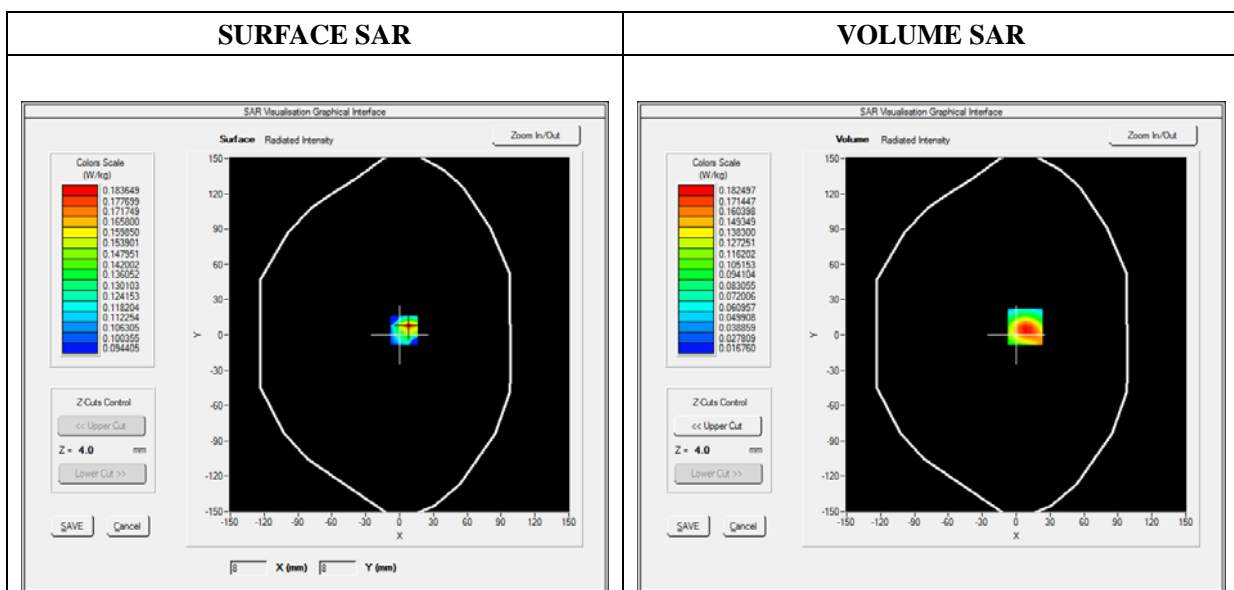 SURFACE SAR
VOLUME SAR
SAR Visualisation Graphical Interface
Surface Radiated Intensity
Zoom In/Out
Colors Scale
(W/kg)
0.183649
0.177699
0.171749
0.165800
0.159850
0.153901
0.147951
0.142002
0.136052
0.130103
0.124153
0.118204
0.112254
0.106305
0.100355
0.094405
Z-Cuts Control
<< Upper Cut
Z = 4.0 mm
Lower Cut >>
SAVE Cancel
150
120
90
60
30
0
-30
-60
-90
-120
-150
Y
-150 -120 -90 -60 -30 0 30 60 90 120 150
X
8 X (mm) 8 Y (mm)
SAR Visualisation Graphical Interface
Volume Radiated Intensity
Zoom In/Out
Colors Scale
(W/kg)
0.182497
0.171447
0.160398
0.149349
0.138300
0.127251
0.116202
0.105153
0.094104
0.083055
0.072006
0.060957
0.049908
0.038859
0.027809
0.016760
Z-Cuts Control
<< Upper Cut
Z = 4.0 mm
Lower Cut >>
SAVE Cancel
150
120
90
60
30
0
-30
-60
-90
-120
-150
Y
-150 -120 -90 -60 -30 0 30 60 90 120 150
X